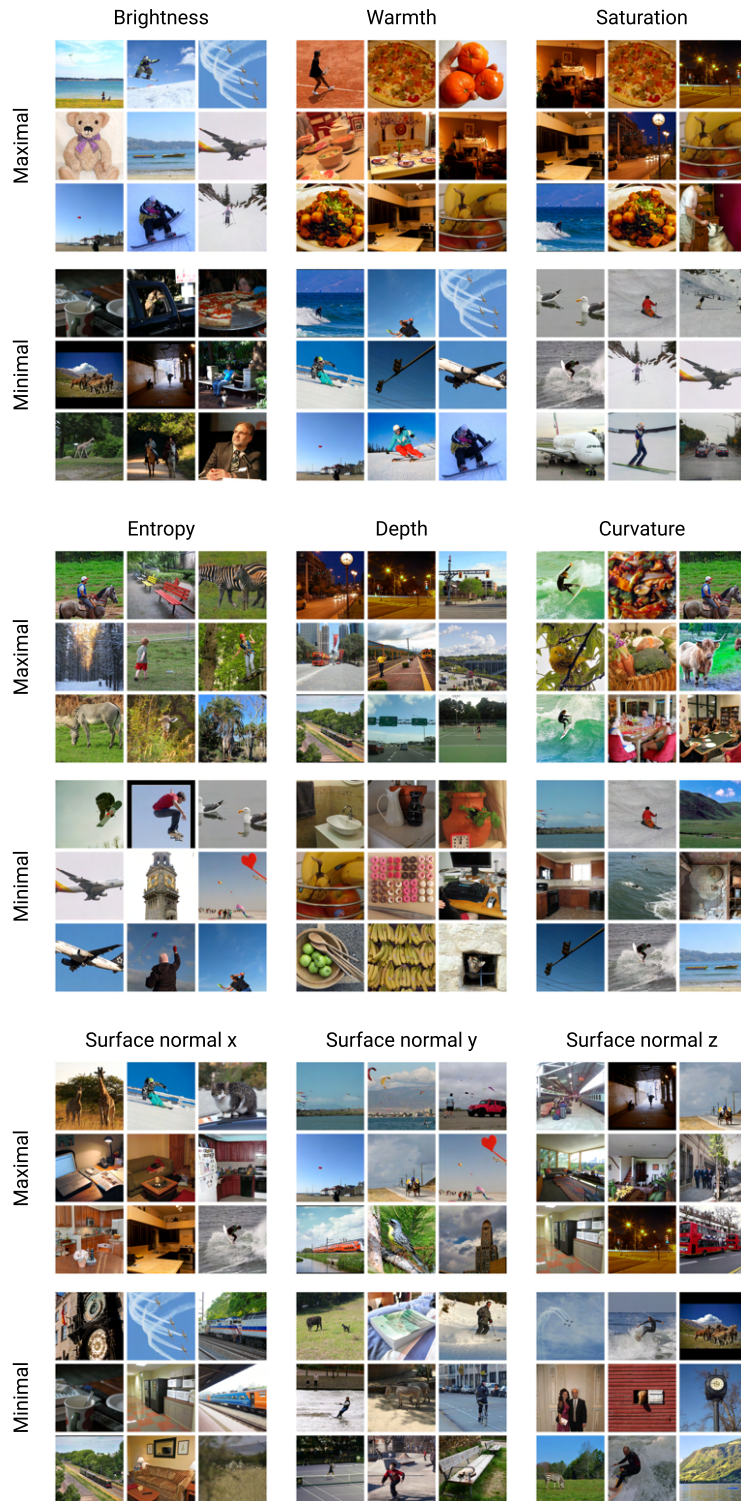 Brightness
Warmth
Saturation
Maximal
Minimal
Entropy
Depth
Curvature
Maximal
Minimal
Surface normal x
Surface normal y
Surface normal z
Maximal
Minimal